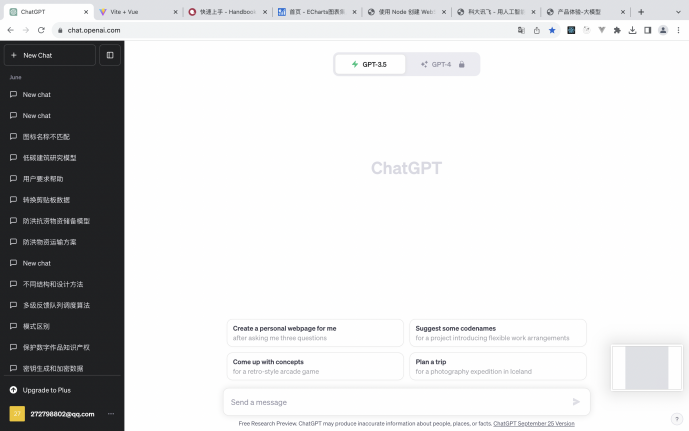 ChatGPT
Vite + Vue
快速上手 - Handbook
首页 - ECharts图表集
使用 Node 创建 Web
科大讯飞 - 用人工智
产品体验-大模型
chat.openai.com
New Chat
GPT-3.5
GPT-4
June
New chat
New chat
图标名称不匹配
低碳建筑研究模型
用户要求帮助
转换剪贴板数据
防洪抗涝物资储备模型
防洪物资运输方案
New chat
不同结构和设计方法
多级反馈队列调度算法
模式区别
保护数字作品知识产权
密钥生成和加密数据
Upgrade to Plus
27
272798802@qq.com
ChatGPT
Create a personal webpage for me
after asking me three questions
Suggest some codenames
for a project introducing flexible work arrangements
Come up with concepts
for a retro-style arcade game
Plan a trip
for a photography expedition in Iceland
Send a message
Free Research Preview. ChatGPT may produce inaccurate information about people, places, or facts. ChatGPT September 25 Version
?